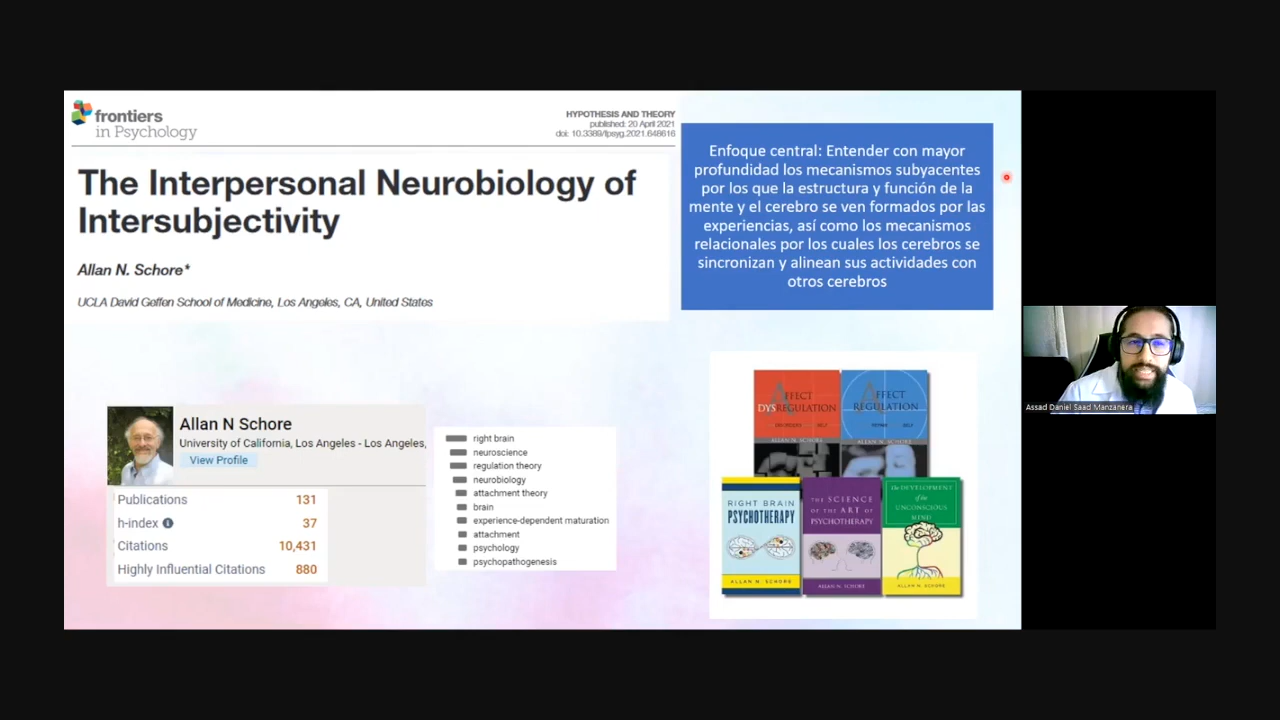 frontiers
in Psychology
HYPOTHESIS AND THEORY
published: 20 April 2021
doi: 10.3389/fpsyg.2021.648616
The Interpersonal Neurobiology of
Intersubjectivity
Allan N. Schore*
UCLA David Geffen School of Medicine, Los Angeles, CA, United States
Enfoque central: Entender con mayor
profundidad los mecanismos subyacentes
por los que la estructura y función de la
mente y el cerebro se ven formados por las
experiencias, así como los mecanismos
relacionales por los cuales los cerebros se
sincronizan y alinean sus actividades con
otros cerebros
Allan N Schore
University of California, Los Angeles - Los Angeles,
View Profile
Publications 131
h-index 37
Citations 10,431
Highly Influential Citations 880
right brain
neuroscience
regulation theory
neurobiology
attachment theory
brain
experience-dependent maturation
attachment
psychology
psychopathogenesis
AFFECT
DYSREGULATION
ALLAN N. SCHORE
AFFECT
REGULATION
ALLAN N. SCHORE
RIGHT BRAIN
PSYCHOTHERAPY
ALLAN N. SCHORE
THE SCIENCE
OF THE ART OF
PSYCHOTHERAPY
ALLAN N. SCHORE
The DEVELOPMENT
of the
UNCONSCIOUS
MIND
ALLAN N. SCHORE
Assad Daniel Saad Manzanera